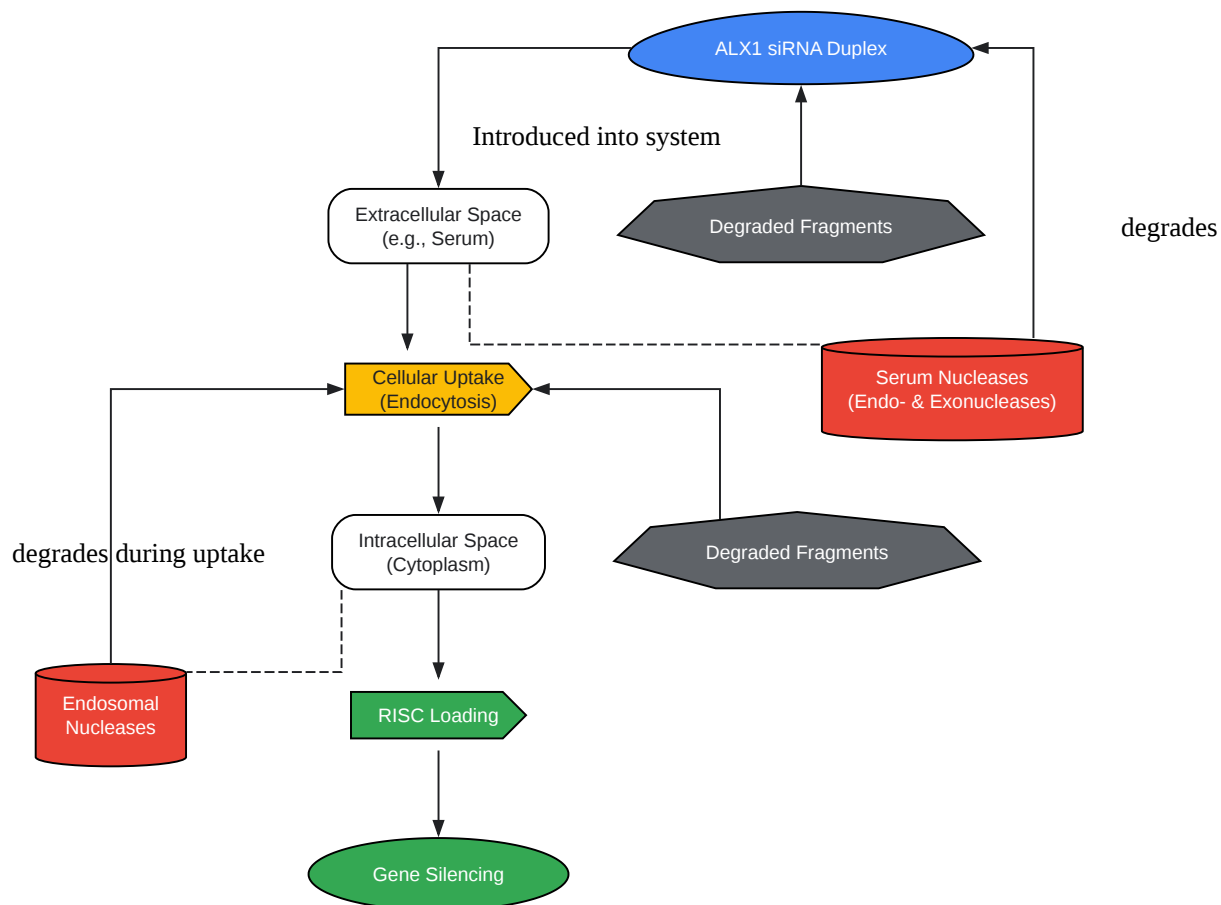 ALX1 siRNA Duplex
Introduced into system
Extracellular Space
(e.g., Serum)
Degraded Fragments
degrades
Cellular Uptake
(Endocytosis)
Serum Nucleases
(Endo- & Exonucleases)
degrades during uptake
Intracellular Space
(Cytoplasm)
Degraded Fragments
Endosomal
Nucleases
RISC Loading
Gene Silencing